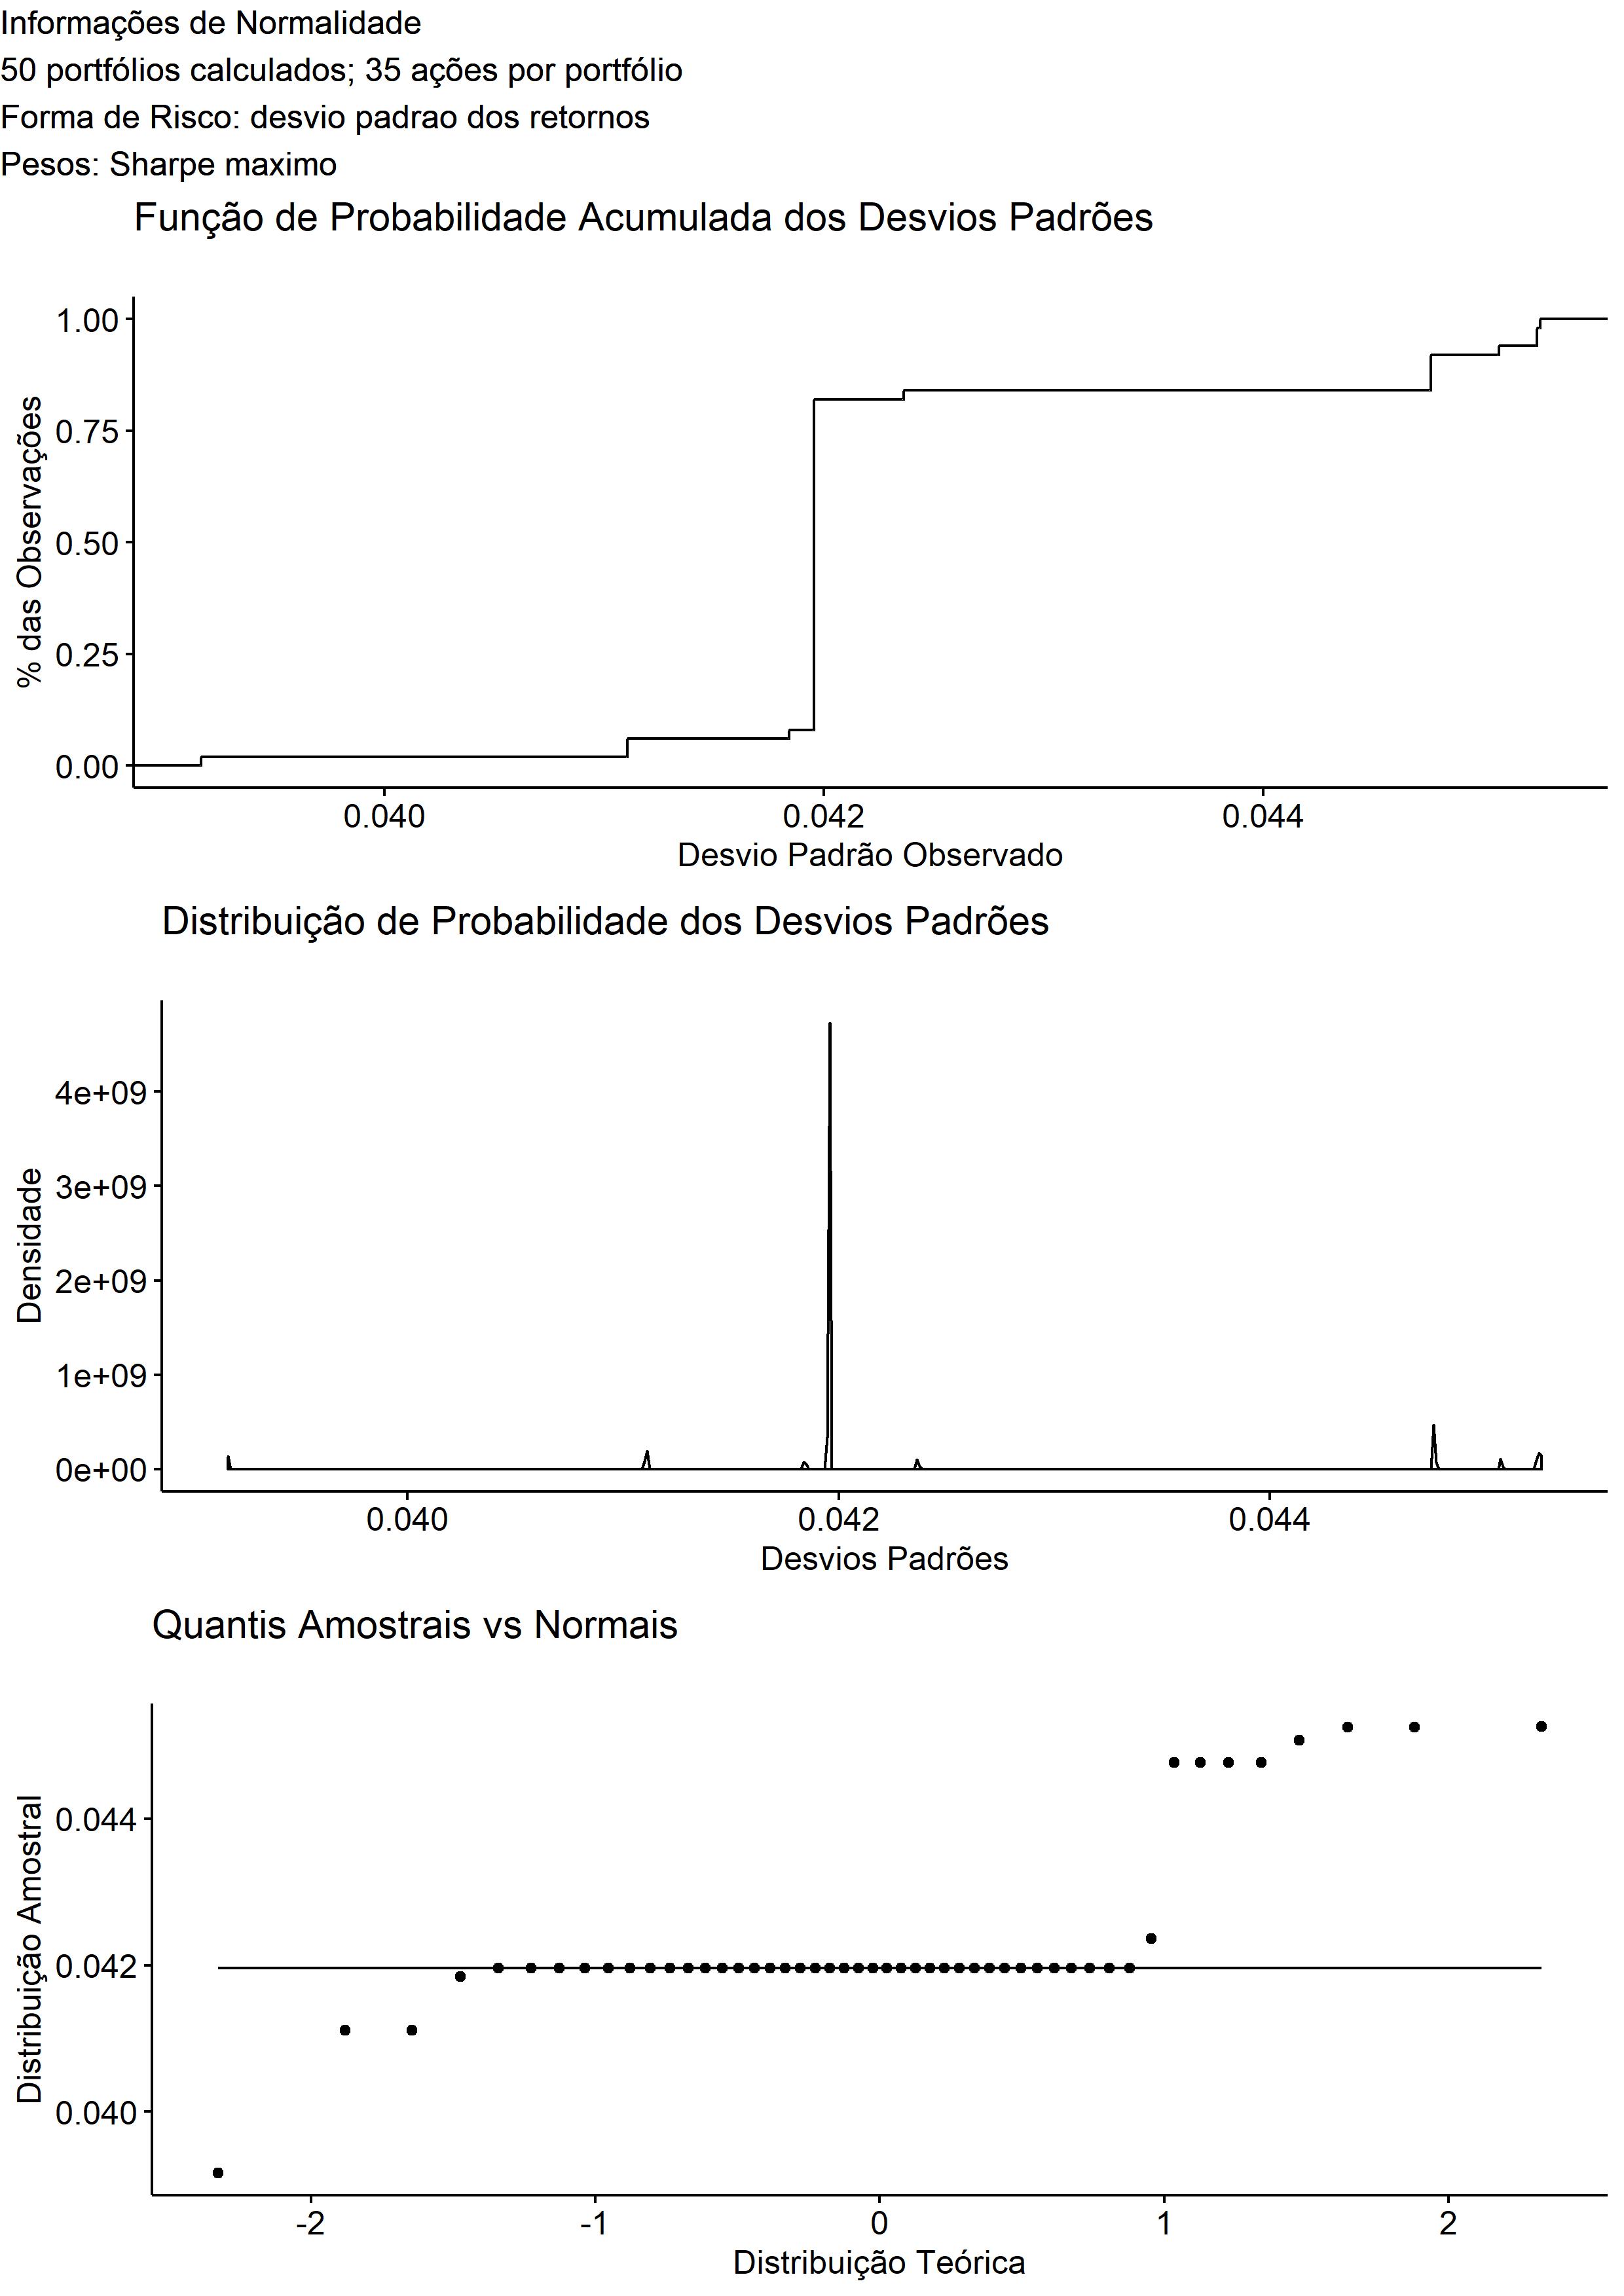 Informações de Normalidade
50 portfólios calculados; 35 ações por portfólio
Forma de Risco: desvio padrao dos retornos
Pesos: Sharpe maximo
Função de Probabilidade Acumulada dos Desvios Padrões
% das Observações
1.00
0.75
0.50
0.25
0.00
0.040
0.042
0.044
Desvio Padrão Observado
Distribuição de Probabilidade dos Desvios Padrões
Densidade
4e+09
3e+09
2e+09
1e+09
0e+00
0.040
0.042
0.044
Desvios Padrões
Quantis Amostrais vs Normais
Distribuição Amostral
0.044
0.042
0.040
-2
-1
0
1
2
Distribuição Teórica